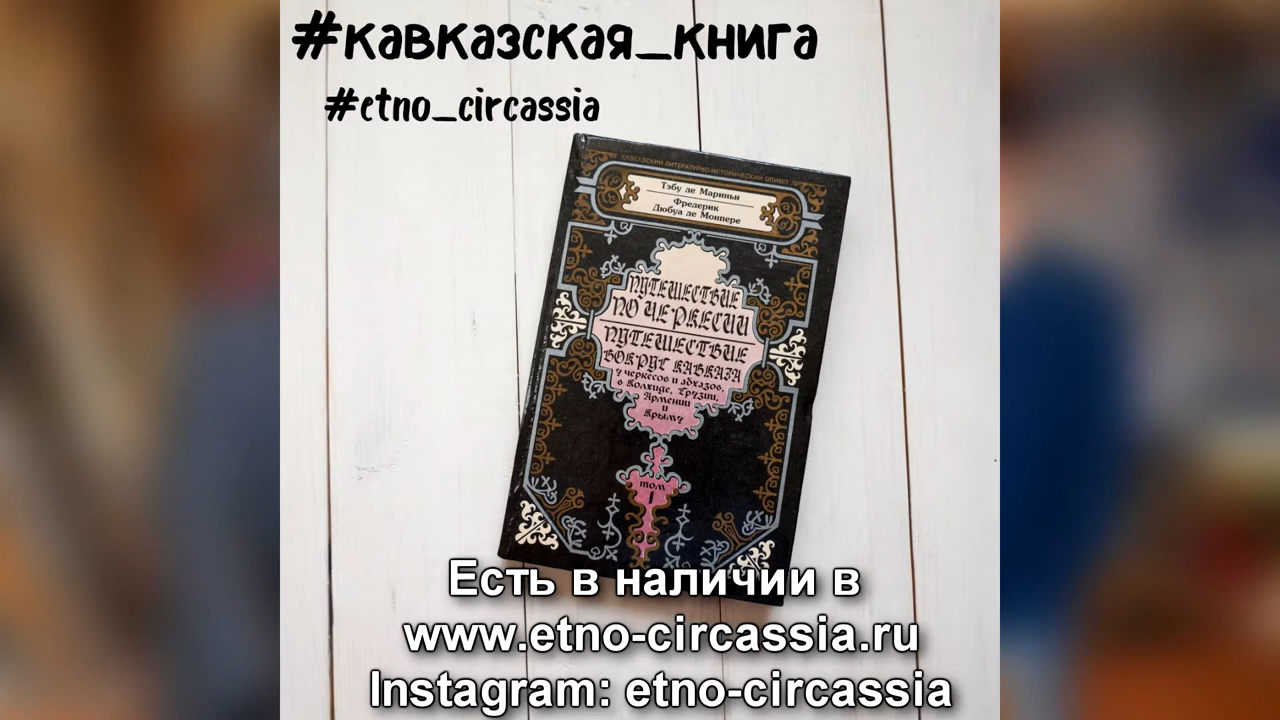 #кавказская_книга
#etno_circassia
КАВКАЗСКИЙ ЛИТЕРАТУРНО-ИСТОРИЧЕСКИЙ ОЛИМП
Тэбу де Мариньи
Фредерик
Дюбуа де Монпере
ПУТЕШЕСТВИЕ
ПО ЧЕРКЕСИИ
ПУТЕШЕСТВИЕ
ВОКРУГ КАВКАЗА
у черкесов и абхазов,
в Колхиде, Грузии,
Армении
и
Крыму
том
I
Есть в наличии в
www.etno-circassia.ru
Instagram: etno-circassia